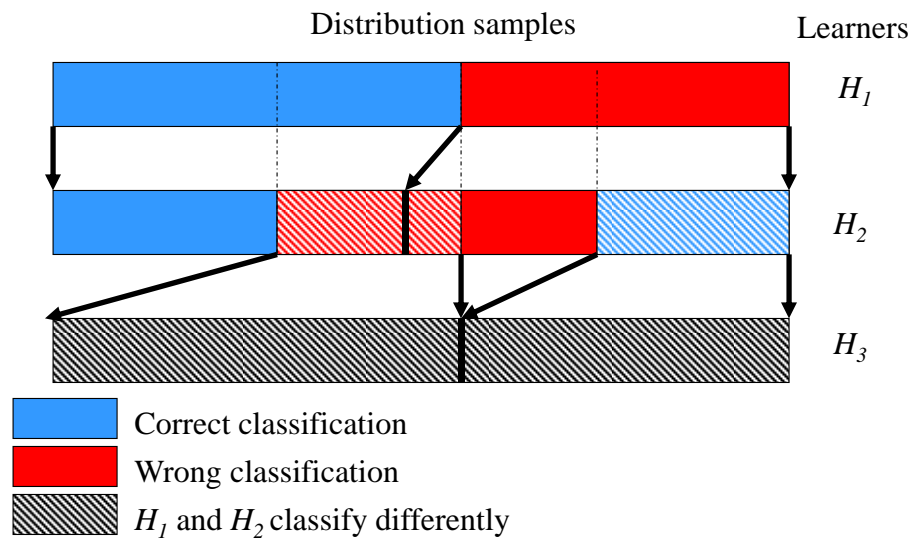 Distribution samples
Learners
H1
H2
H3
Correct classification
Wrong classification
H1 and H2 classify differently